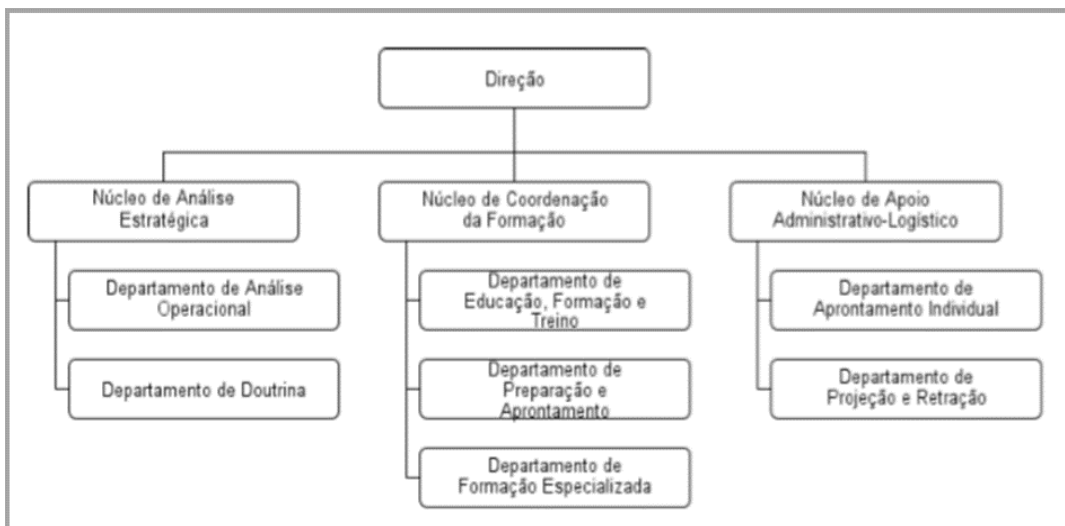 Direção
Núcleo de Análise
Estratégica
Departamento de Análise
Operacional
Departamento de Doutrina
Núcleo de Coordenação
da Formação
Departamento de
Educação, Formação e
Treino
Departamento de
Preparação e
Aprontamento
Departamento de
Formação Especializada
Núcleo de Apoio
Administrativo-Logístico
Departamento de
Aprontamento Individual
Departamento de
Projeção e Retração